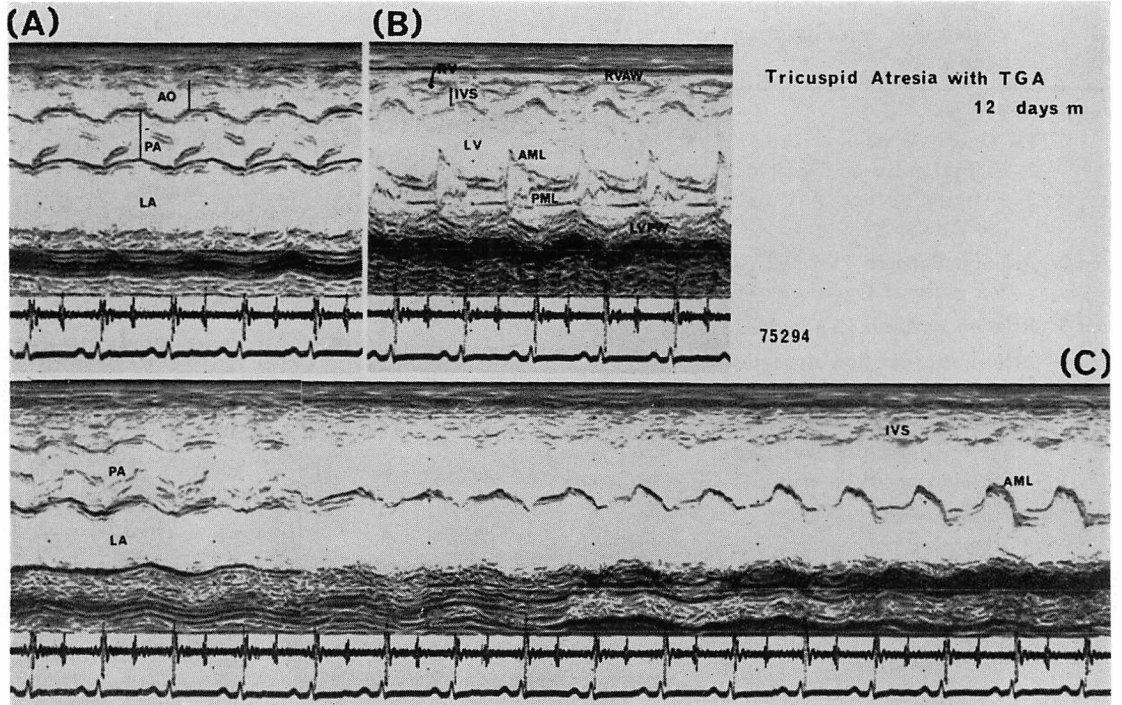 (A)
AO
PA
LA
(B)
RV
RVAW
IVS
LV
AML
PML
LVPW
Tricuspid Atresia with TGA
12 days m
75294
(C)
PA
LA
IVS
AML